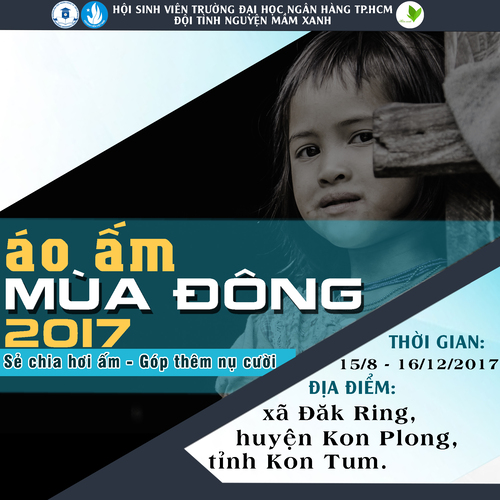 HỘI SINH VIÊN TRƯỜNG ĐẠI HỌC NGÂN HÀNG TP.HCM
ĐỘI TÌNH NGUYỆN MẦM XANH
áo ấm
MÙA ĐÔNG
2017
Sẻ chia hơi ấm - Góp thêm nụ cười
THỜI GIAN:
15/8 - 16/12/2017
ĐỊA ĐIỂM:
xã Đăk Ring,
huyện Kon Plong,
tỉnh Kon Tum.